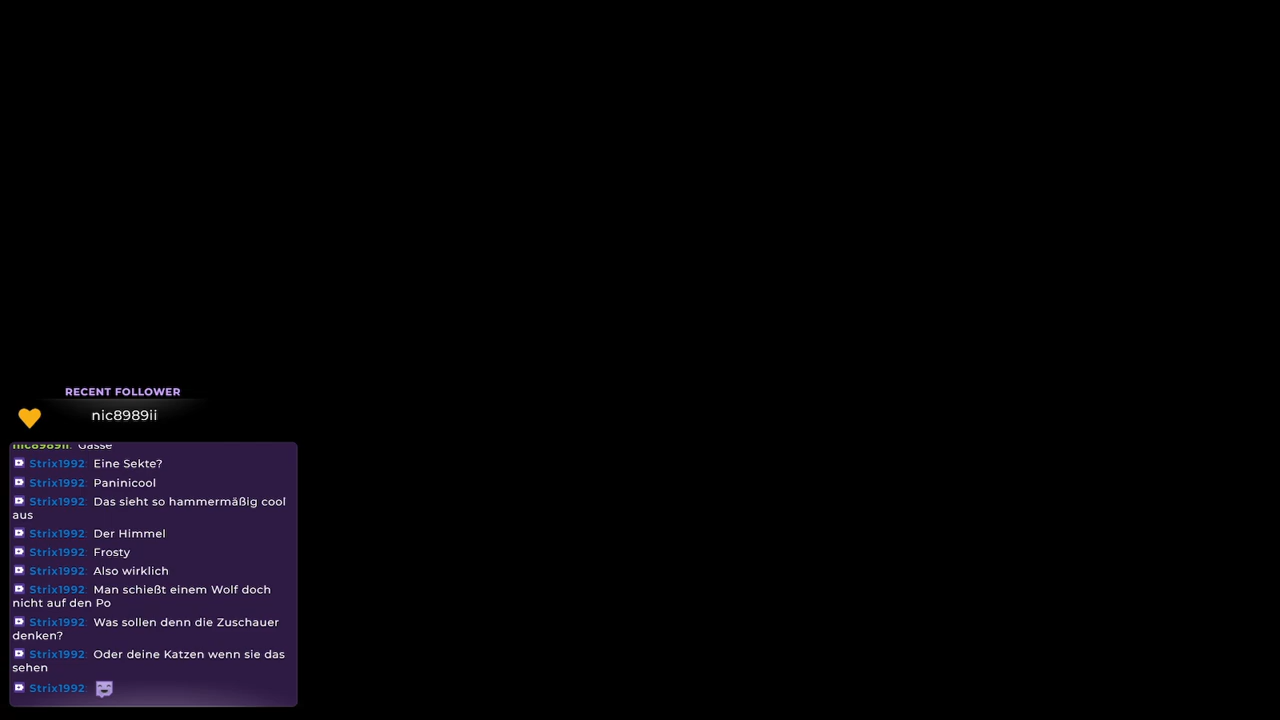 RECENT FOLLOWER
nic8989ii
nic8989ii: Gasse
Strix1992: Eine Sekte?
Strix1992: Paninicool
Strix1992: Das sieht so hammermäßig cool
aus
Strix1992: Der Himmel
Strix1992: Frosty
Strix1992: Also wirklich
Strix1992: Man schießt einem Wolf doch
nicht auf den Po
Strix1992: Was sollen denn die Zuschauer
denken?
Strix1992: Oder deine Katzen wenn sie das
sehen
Strix1992: